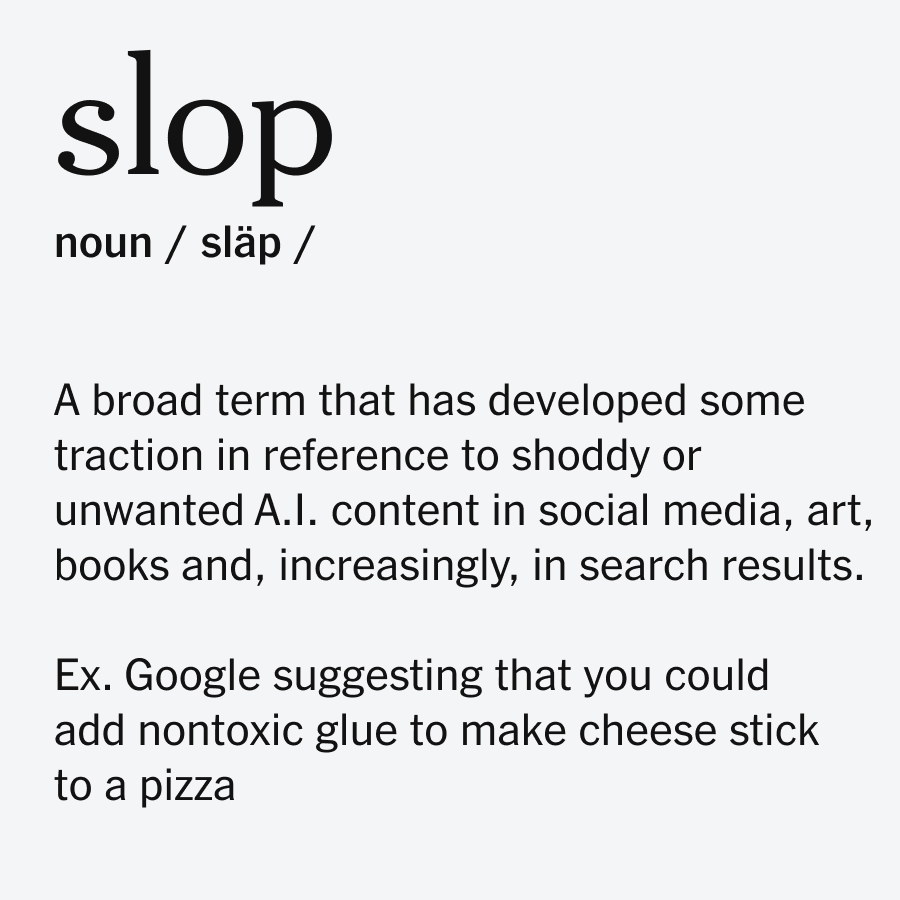 slop
noun / släp /
A broad term that has developed some
traction in reference to shoddy or
unwanted A.I. content in social media, art,
books and, increasingly, in search results.
Ex. Google suggesting that you could
add nontoxic glue to make cheese stick
to a pizza